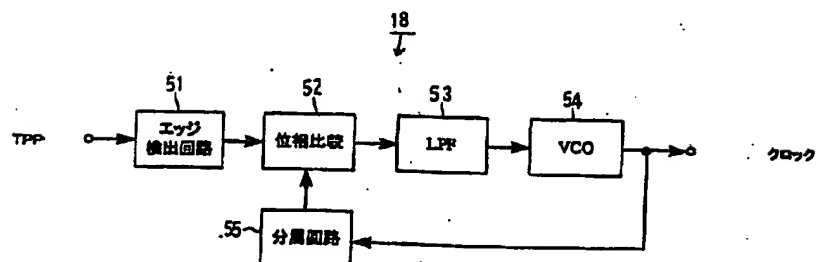 18
51
52
53
54
TPP
エッジ
検出回路
位相比較
LPF
VCO
クロック
55
分周回路